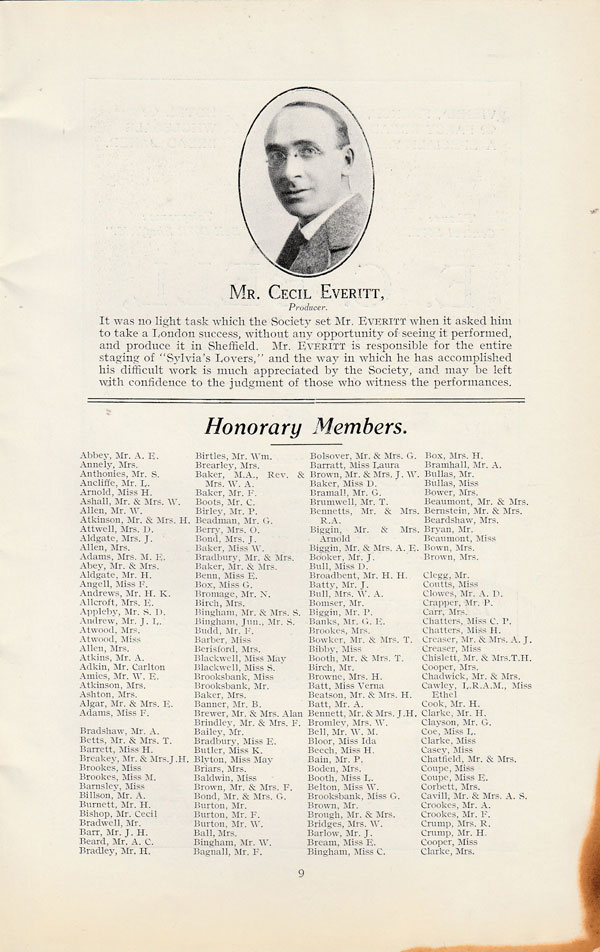 Mr. Cecil Everitt,
Producer.
It was no light task which the Society set Mr. Everitt when it asked him
to take a London success, without any opportunity of seeing it performed,
and produce it in Sheffield. Mr. Everitt is responsible for the entire
staging of "Sylvia's Lovers," and the way in which he has accomplished
his difficult work is much appreciated by the Society, and may be left
with confidence to the judgment of those who witness the performances.
Honorary Members.
Abbey, Mr. A. E.
Annely, Mrs.
Anthonies, Mr. S.
Ancliffe, Mr. L.
Arnold, Miss H.
Ashall, Mr. & Mrs. W.
Allen, Mr. W.
Atkinson, Mr. & Mrs. H.
Attwell, Mrs. D.
Aldgate, Mrs. J.
Allen, Mrs.
Adams, Mrs. M. E.
Abey, Mr. & Mrs.
Aldgate, Mr. H.
Angell, Miss F.
Andrews, Mr. H. K.
Allcroft, Mrs. E.
Appleby, Mr. S. D.
Andrew, Mr. J. L.
Atwood, Mrs.
Atwood, Miss
Allen, Mrs.
Atkins, Mr. A.
Adkin, Mr. Carlton
Amies, Mr. W. E.
Atkinson, Mrs.
Ashton, Mrs.
Algar, Mr. & Mrs. E.
Adams, Miss F.
Bradshaw, Mr. A.
Betts, Mr. & Mrs. T.
Barrett, Miss H.
Breakey, Mr. & Mrs. J.H.
Brookes, Miss
Brookes, Miss M.
Barnsley, Miss
Billson, Mr. A.
Burnett, Mr. H.
Bishop, Mr. Cecil
Bradwell, Mr.
Barr, Mr. J. H.
Beard, Mr. A. C.
Bradley, Mr. H.
Birtles, Mr. Wm.
Brearley, Mrs.
Baker, M.A., Rev. &
Mrs. W. A.
Baker, Mr. F.
Boots, Mr. C.
Birley, Mr. P.
Beadman, Mr. G.
Berry, Mrs. O.
Bond, Mrs. J.
Baker, Miss W.
Bradbury, Mr. & Mrs.
Baker, Mr. & Mrs.
Benn, Miss E.
Box, Miss G.
Bromage, Mr. N.
Birch, Mrs.
Bingham, Mr. & Mrs. S.
Bingham, Jun., Mr. S.
Budd, Mr. F.
Barber, Miss
Berisford, Mrs.
Blackwell, Miss May
Blackwell, Miss S.
Brooksbank, Miss
Brooksbank, Mr.
Baker, Mrs.
Banner, Mr. B.
Brewer, Mr. & Mrs. Alan
Brindley, Mr. & Mrs. F.
Bailey, Mr.
Bradbury, Miss E.
Butler, Miss K.
Blyton, Miss May
Briars, Mrs.
Baldwin, Miss
Brown, Mr. & Mrs. F.
Bond, Mr. & Mrs. G.
Burton, Mr.
Burton, Mr. F.
Burton, Mr. W.
Ball, Mrs.
Bingham, Mr. W.
Bagnall, Mr. F.
Bolsover, Mr. & Mrs. G.
Barratt, Miss Laura
Brown, Mr. & Mrs. J. W.
Baker, Miss D.
Bramall, Mr. G.
Brumwell, Mr. T.
Bennetts, Mr. & Mrs.
R.A.
Biggin, Mr. & Mrs.
Arnold
Biggin, Mr. & Mrs. A. E.
Booker, Mr. J.
Bull, Miss D.
Broadbent, Mr. H. H.
Batty, Mr. J.
Bull, Mrs. W. A.
Bomser, Mr.
Biggin, Mr. P.
Banks, Mr. G. E.
Brookes, Mrs.
Bowker, Mr. & Mrs. T.
Bibby, Miss
Booth, Mr. & Mrs. T.
Birch, Mr.
Browne, Mrs. H.
Batt, Miss Verna
Beatson, Mr. & Mrs. H.
Batt, Mr. A.
Bennett, Mr. & Mrs. J.H.
Bromley, Mrs. W.
Bell, Mr. W. M.
Bloor, Miss Ida
Beech, Miss H.
Bain, Mr. P.
Boden, Mrs.
Booth, Miss L.
Belton, Miss W.
Brooksbank, Miss G.
Brown, Mr.
Brough, Mr. & Mrs.
Bridges, Mrs. W.
Barlow, Mr. J.
Bream, Miss E.
Bingham, Miss C.
Box, Mrs. H.
Bramhall, Mr. A.
Bullas, Mr.
Bullas, Miss
Bower, Mrs.
Beaumont, Mr. & Mrs.
Bernstein, Mr. & Mrs.
Beardshaw, Mrs.
Bryan, Mr.
Beaumont, Miss
Bown, Mrs.
Brown, Mrs.
Clegg, Mr.
Coutts, Miss
Clowes, Mr. A. D.
Crapper, Mr. P.
Carr, Mrs.
Chatters, Miss C. P.
Chatters, Miss H.
Creaser, Mr. & Mrs. A. J.
Creaser, Miss
Chislett, Mr. & Mrs.T.H.
Cooper, Mrs.
Chadwick, Mr. & Mrs.
Cawley, L.R.A.M., Miss
Ethel
Cook, Mr. H.
Clarke, Mr. H.
Clayson, Mr. G.
Coe, Miss L.
Clarke, Miss
Casey, Miss
Chatfield, Mr. & Mrs.
Coupe, Miss
Coupe, Miss E.
Corbett, Mrs.
Cavill, Mr. & Mrs. A. S.
Crookes, Mr. A.
Crookes, Mr. F.
Crump, Mrs. R.
Crump, Mr. H.
Cooper, Miss
Clarke, Mrs.
9